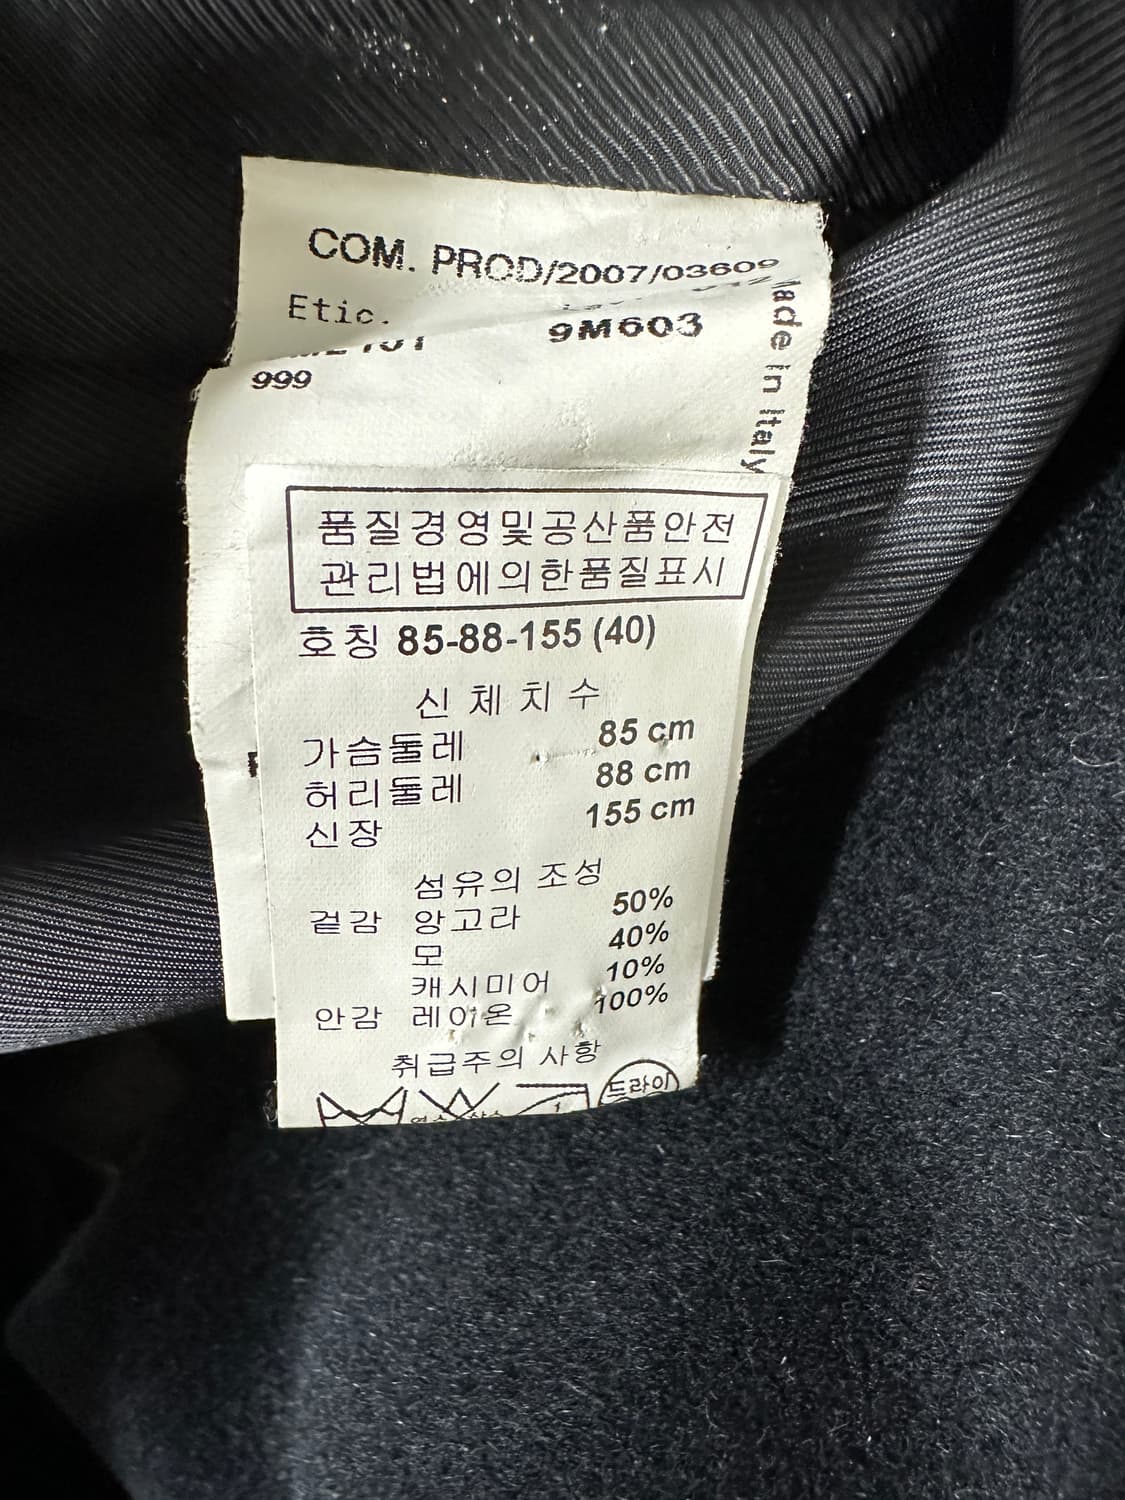 COM. PROD/2007/03609
Etic.
9M603
999
Made in Italy
품질경영및공산품안전
관리법에의한품질표시
호칭 85-88-155 (40)
신체치수
가슴둘레 85 cm
허리둘레 88 cm
신장 155 cm
섬유의 조성
겉감 앙고라 50%
모 40%
캐시미어 10%
안감 레이온 100%
취급주의 사항
드라이